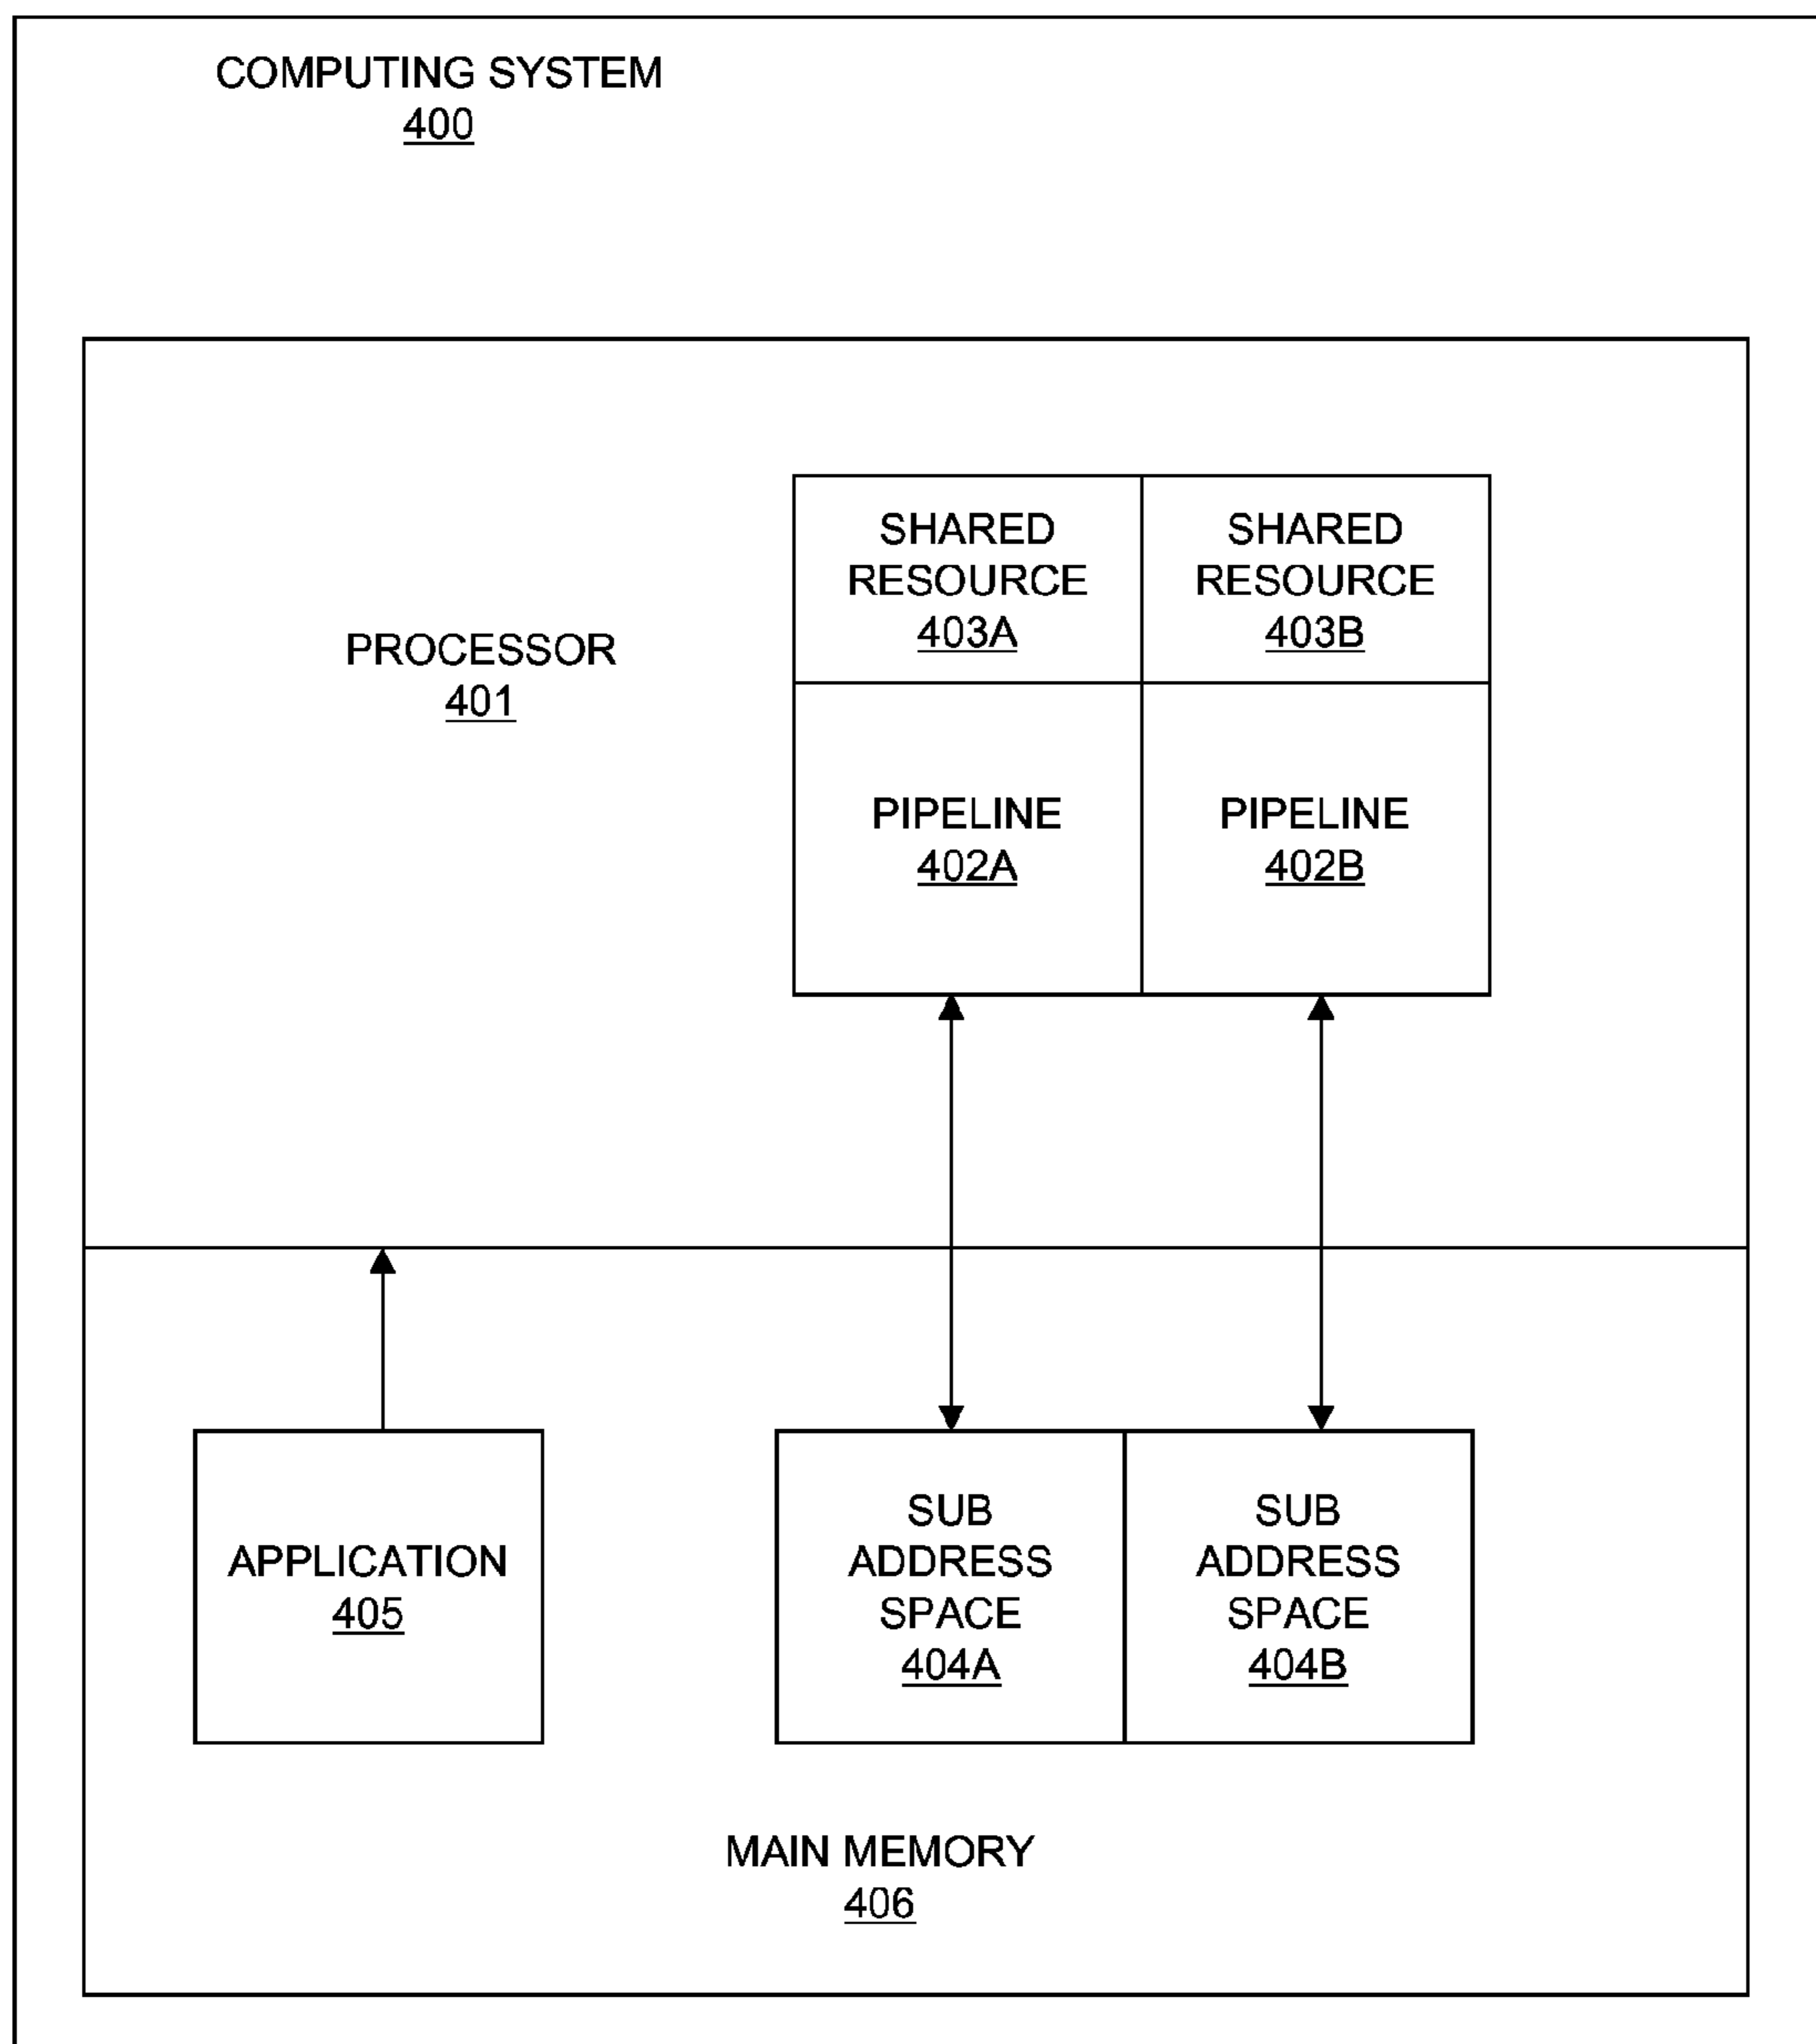 COMPUTING SYSTEM
400
SHARED
RESOURCE
403A
SHARED
RESOURCE
403B
PROCESSOR
401
PIPELINE
402A
PIPELINE
402B
APPLICATION
405
SUB
ADDRESS
SPACE
404A
SUB
ADDRESS
SPACE
404B
MAIN MEMORY
406